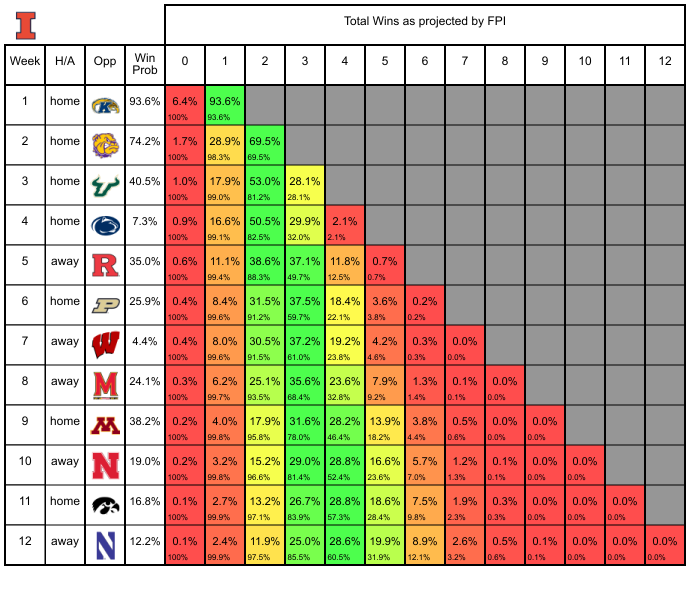 I
Total Wins as projected by FPI
Week H/A Opp Win Prob 0 1 2 3 4 5 6 7 8 9 10 11 12
1 home K 93.6% 6.4% 93.6%
100% 93.6%
2 home 74.2% 1.7% 28.9% 69.5%
100% 98.3% 69.5%
3 home 40.5% 1.0% 17.9% 53.0% 28.1%
100% 99.0% 81.2% 28.1%
4 home 7.3% 0.9% 16.6% 50.5% 29.9% 2.1%
100% 99.1% 82.5% 32.0% 2.1%
5 away R 35.0% 0.6% 11.1% 38.6% 37.1% 11.8% 0.7%
100% 99.4% 88.3% 49.7% 12.5% 0.7%
6 home P 25.9% 0.4% 8.4% 31.5% 37.5% 18.4% 3.6% 0.2%
100% 99.6% 91.2% 59.7% 22.1% 3.8% 0.2%
7 away W 4.4% 0.4% 8.0% 30.5% 37.2% 19.2% 4.2% 0.3% 0.0%
100% 99.6% 91.5% 61.0% 23.8% 4.6% 0.3% 0.0%
8 away M 24.1% 0.3% 6.2% 25.1% 35.6% 23.6% 7.9% 1.3% 0.1% 0.0%
100% 99.7% 93.5% 68.4% 32.8% 9.2% 1.4% 0.1% 0.0%
9 home M 38.2% 0.2% 4.0% 17.9% 31.6% 28.2% 13.9% 3.8% 0.5% 0.0% 0.0%
100% 99.8% 95.8% 78.0% 46.4% 18.2% 4.4% 0.6% 0.0% 0.0%
10 away N 19.0% 0.2% 3.2% 15.2% 29.0% 28.8% 16.6% 5.7% 1.2% 0.1% 0.0% 0.0%
100% 99.8% 96.6% 81.4% 52.4% 23.6% 7.0% 1.3% 0.1% 0.0% 0.0%
11 home 16.8% 0.1% 2.7% 13.2% 26.7% 28.8% 18.6% 7.5% 1.9% 0.3% 0.0% 0.0% 0.0%
100% 99.9% 97.1% 83.9% 57.3% 28.4% 9.8% 2.3% 0.3% 0.0% 0.0% 0.0%
12 away N 12.2% 0.1% 2.4% 11.9% 25.0% 28.6% 19.9% 8.9% 2.6% 0.5% 0.1% 0.0% 0.0% 0.0%
100% 99.9% 97.5% 85.5% 60.5% 31.9% 12.1% 3.2% 0.6% 0.1% 0.0% 0.0% 0.0%